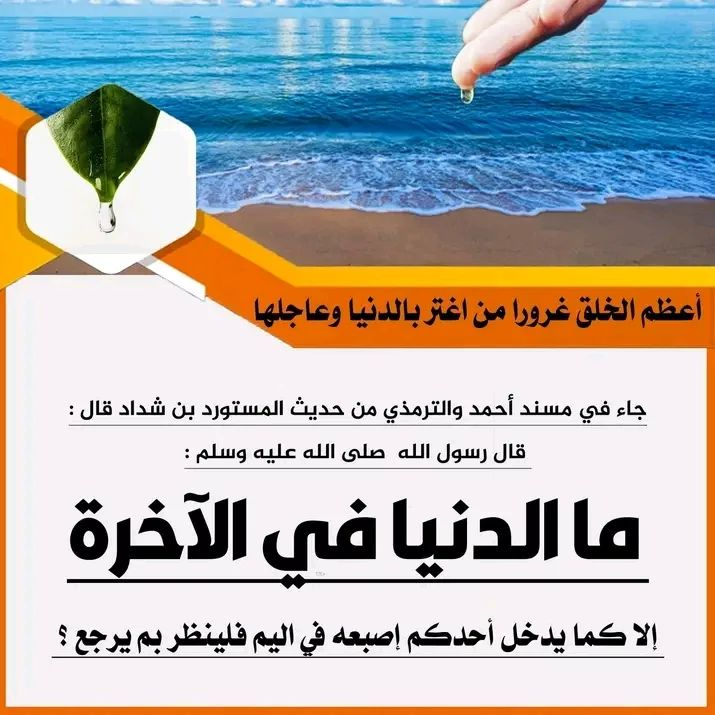 أعظم الخلق غرورا من اغتر بالدنيا وعاجلها
جاء في مسند أحمد والترمذي من حديث المستورد بن شداد قال :
قال رسول الله صلى الله عليه وسلم :
ما الدنيا في الآخرة
إلا كما يدخل أحدكم إصبعه في اليم فلينظر بم يرجع ؟